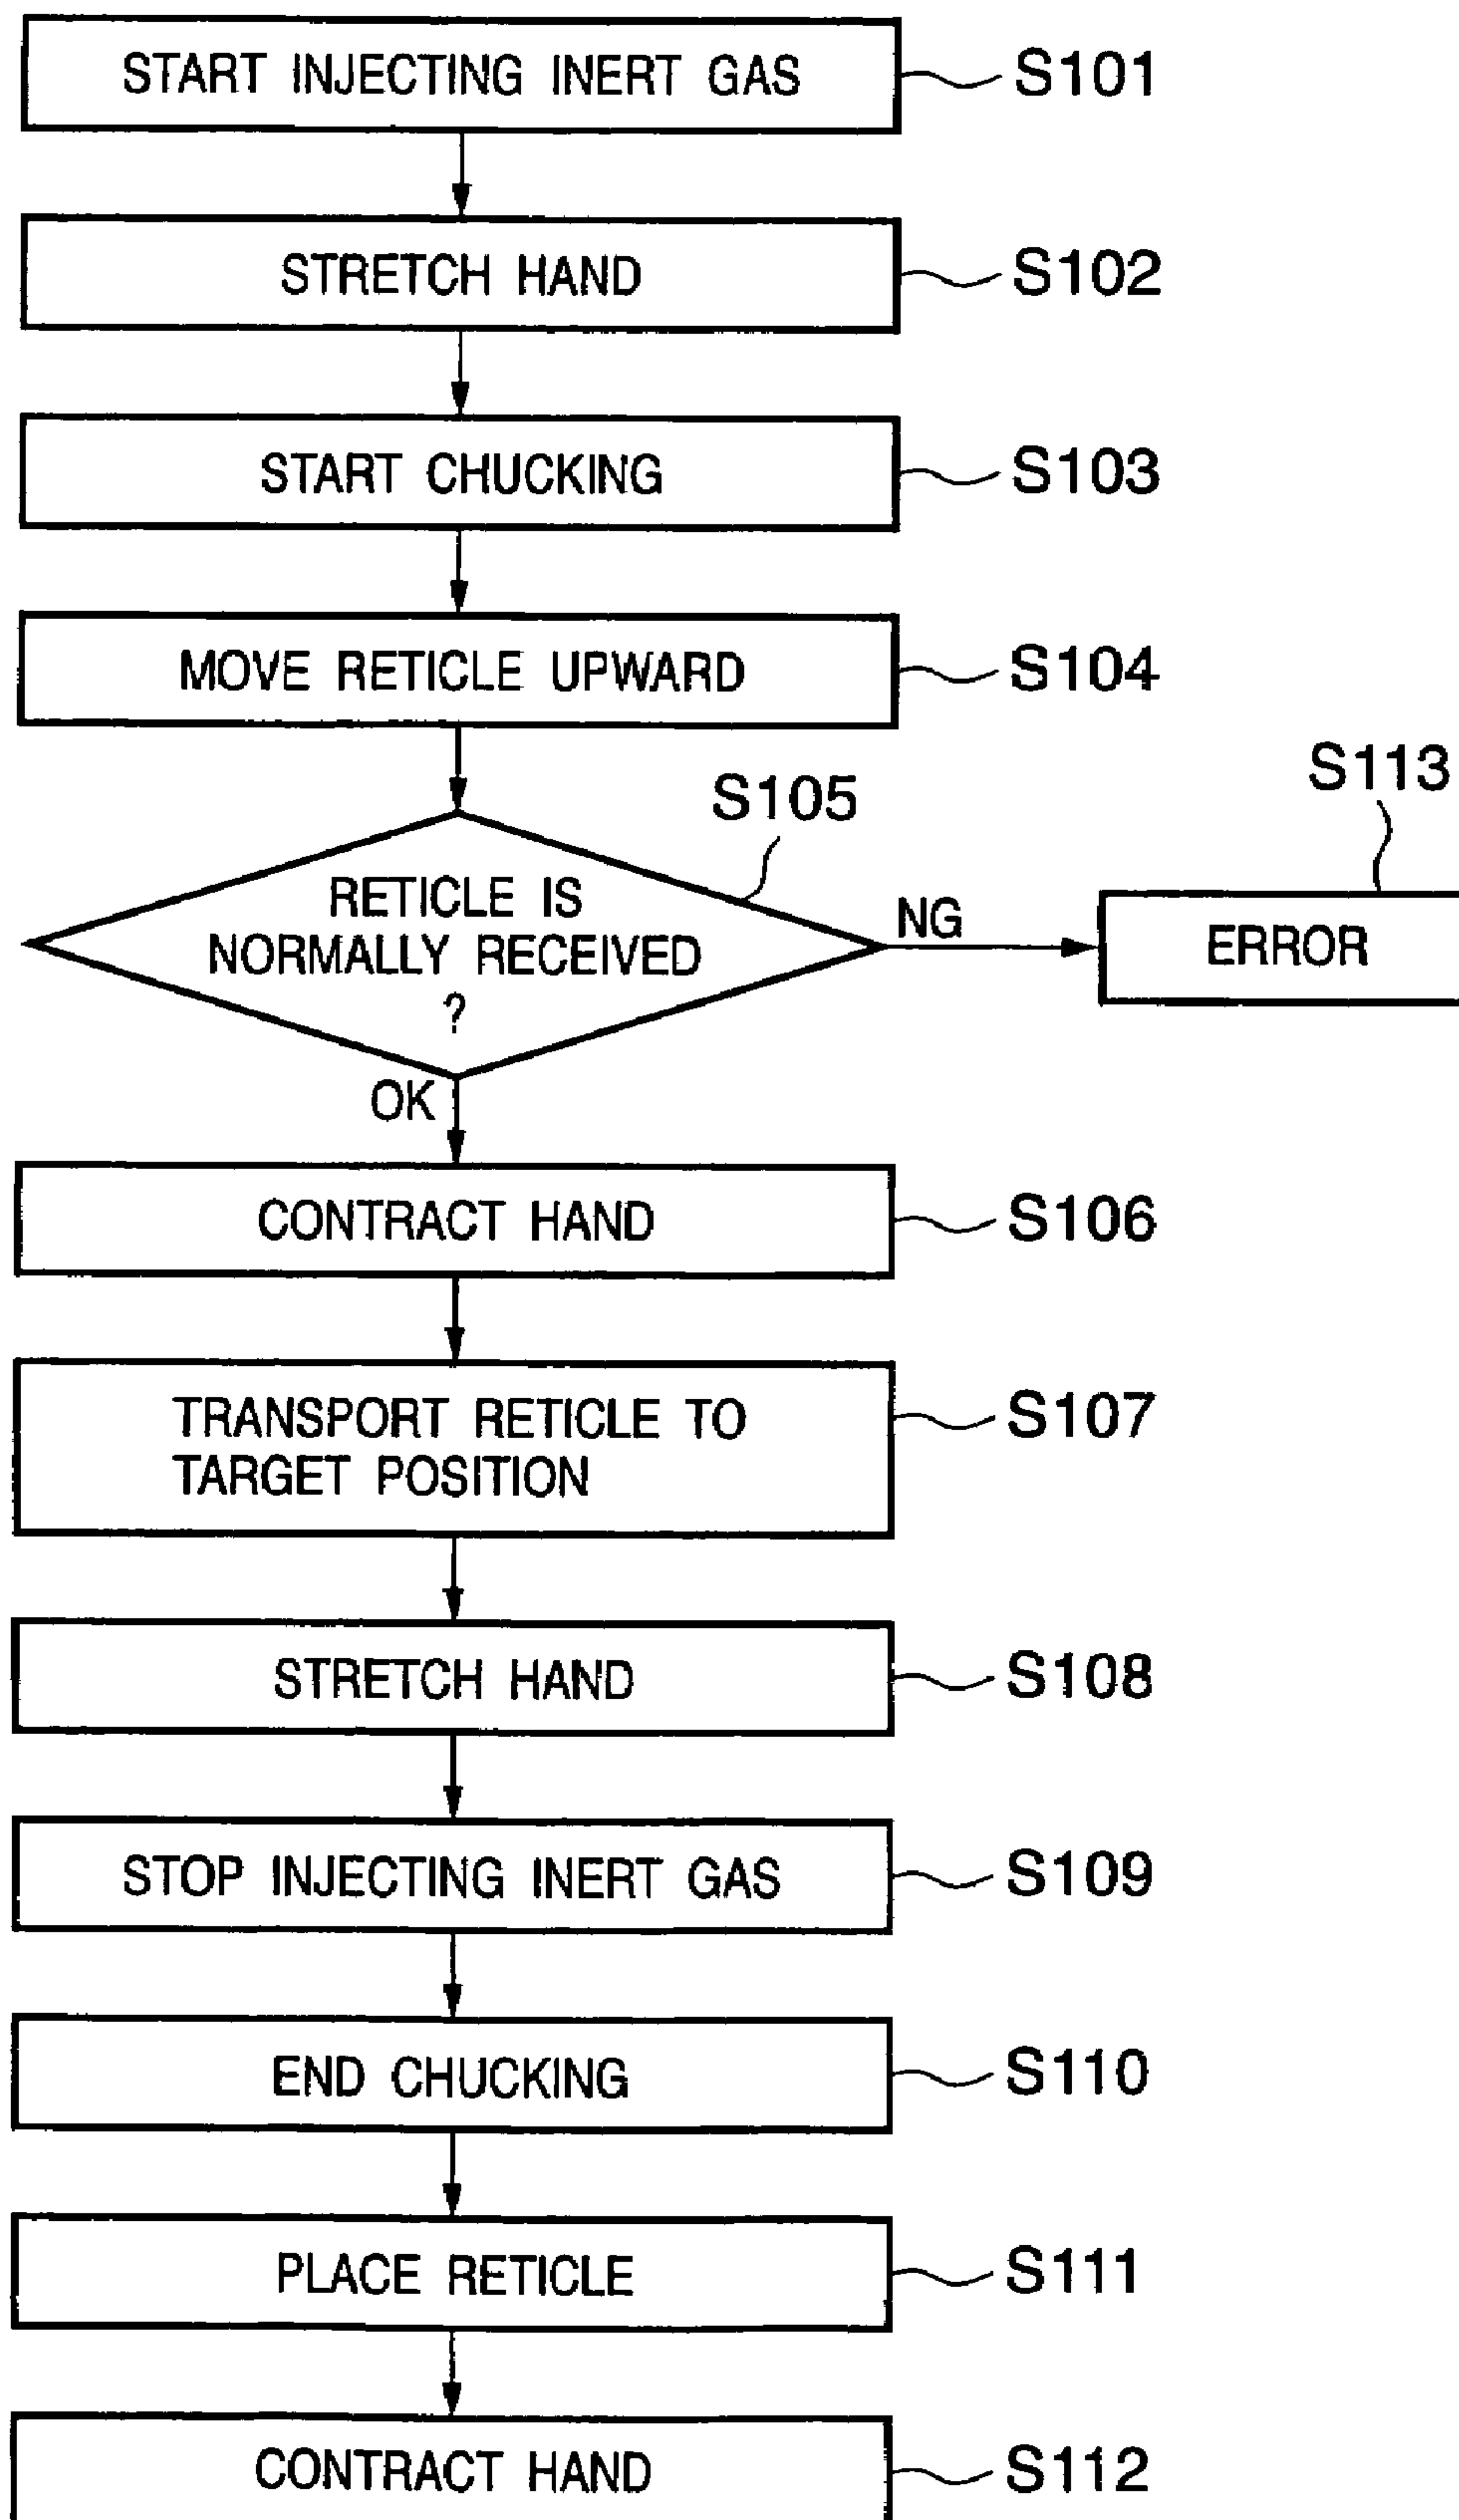 START INJECTING INERT GAS
S101
STRETCH HAND
S102
START CHUCKING
S103
MOVE RETICLE UPWARD
S104
S105
S113
RETICLE IS
NORMALLY RECEIVED
?
NG
ERROR
OK
CONTRACT HAND
S106
TRANSPORT RETICLE TO
TARGET POSITION
S107
STRETCH HAND
S108
STOP INJECTING INERT GAS
S109
END CHUCKING
S110
PLACE RETICLE
S111
CONTRACT HAND
S112